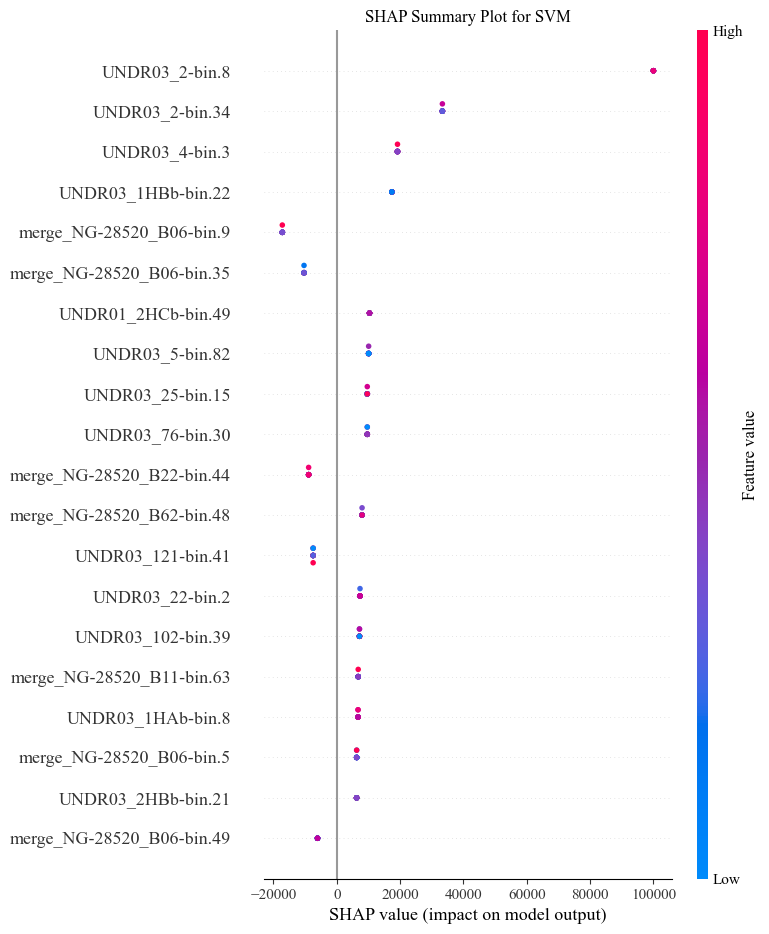 SHAP Summary Plot for SVM
High
UNDR03_2-bin.8
UNDR03_2-bin.34
UNDR03_4-bin.3
UNDR03_1HBb-bin.22
merge_NG-28520_B06-bin.9
merge_NG-28520_B06-bin.35
UNDR01_2HCb-bin.49
UNDR03_5-bin.82
UNDR03_25-bin.15
UNDR03_76-bin.30
merge_NG-28520_B22-bin.44
merge_NG-28520_B62-bin.48
UNDR03_121-bin.41
UNDR03_22-bin.2
UNDR03_102-bin.39
merge_NG-28520_B11-bin.63
UNDR03_1HAb-bin.8
merge_NG-28520_B06-bin.5
UNDR03_2HBb-bin.21
merge_NG-28520_B06-bin.49
Feature value
Low
−20000 0 20000 40000 60000 80000 100000
SHAP value (impact on model output)